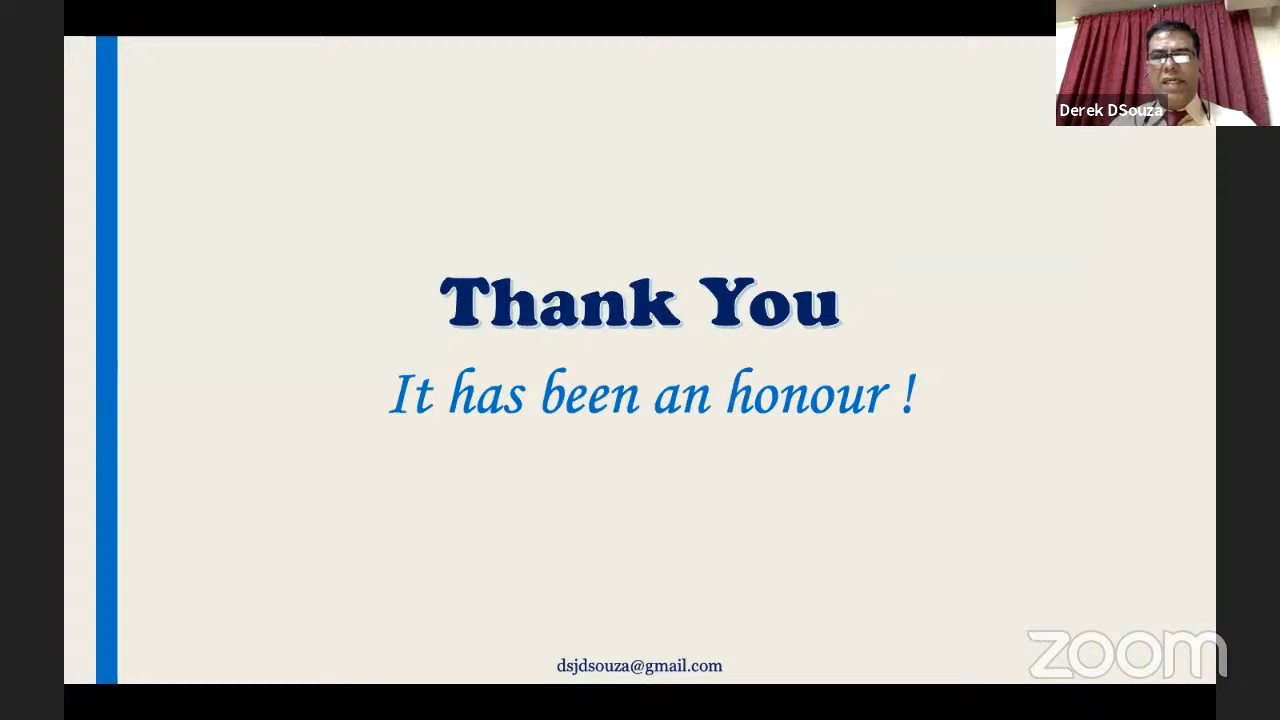 Derek DSouza
Thank You
It has been an honour !
dsjdsouza@gmail.com
zoom